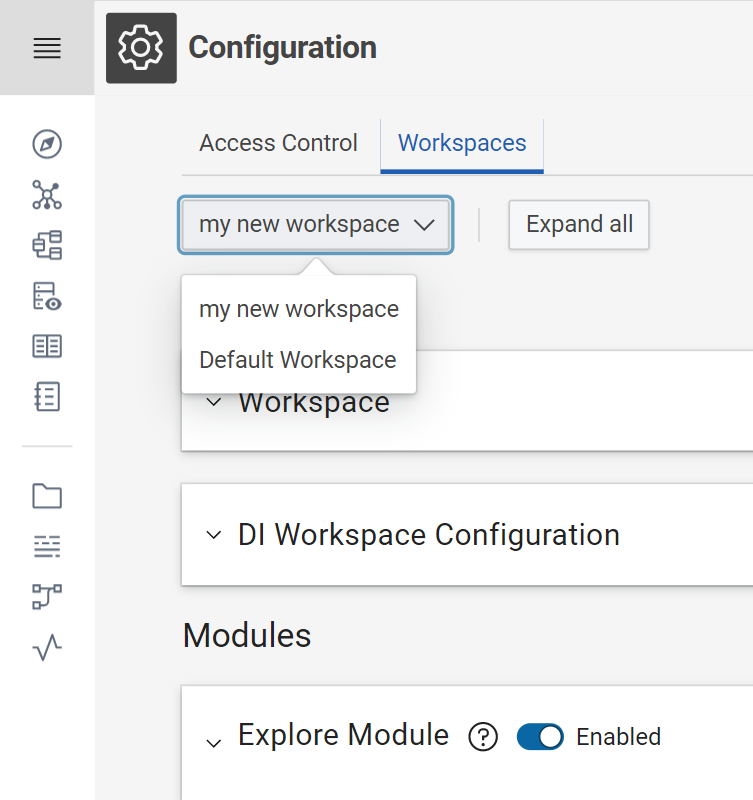 Configuration
Access Control
Workspaces
my new workspace
Expand all
my new workspace
Default Workspace
Workspace
DI Workspace Configuration
Modules
Explore Module
Enabled